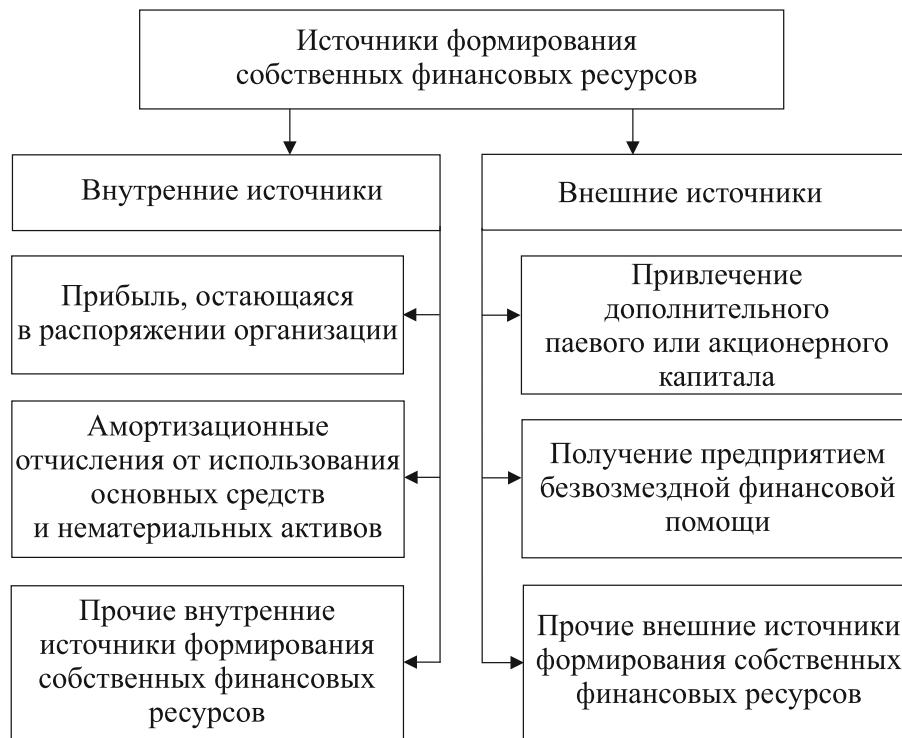 Источники формирования
собственных финансовых ресурсов
Внутренние источники
Внешние источники
Прибыль, остающаяся
в распоряжении организации
Амортизационные
отчисления от использования
основных средств
и нематериальных активов
Прочие внутренние
источники формирования
собственных финансовых
ресурсов
Привлечение
дополнительного
паевого или акционерного
капитала
Получение предприятием
безвозмездной финансовой
помощи
Прочие внешние источники
формирования собственных
финансовых ресурсов